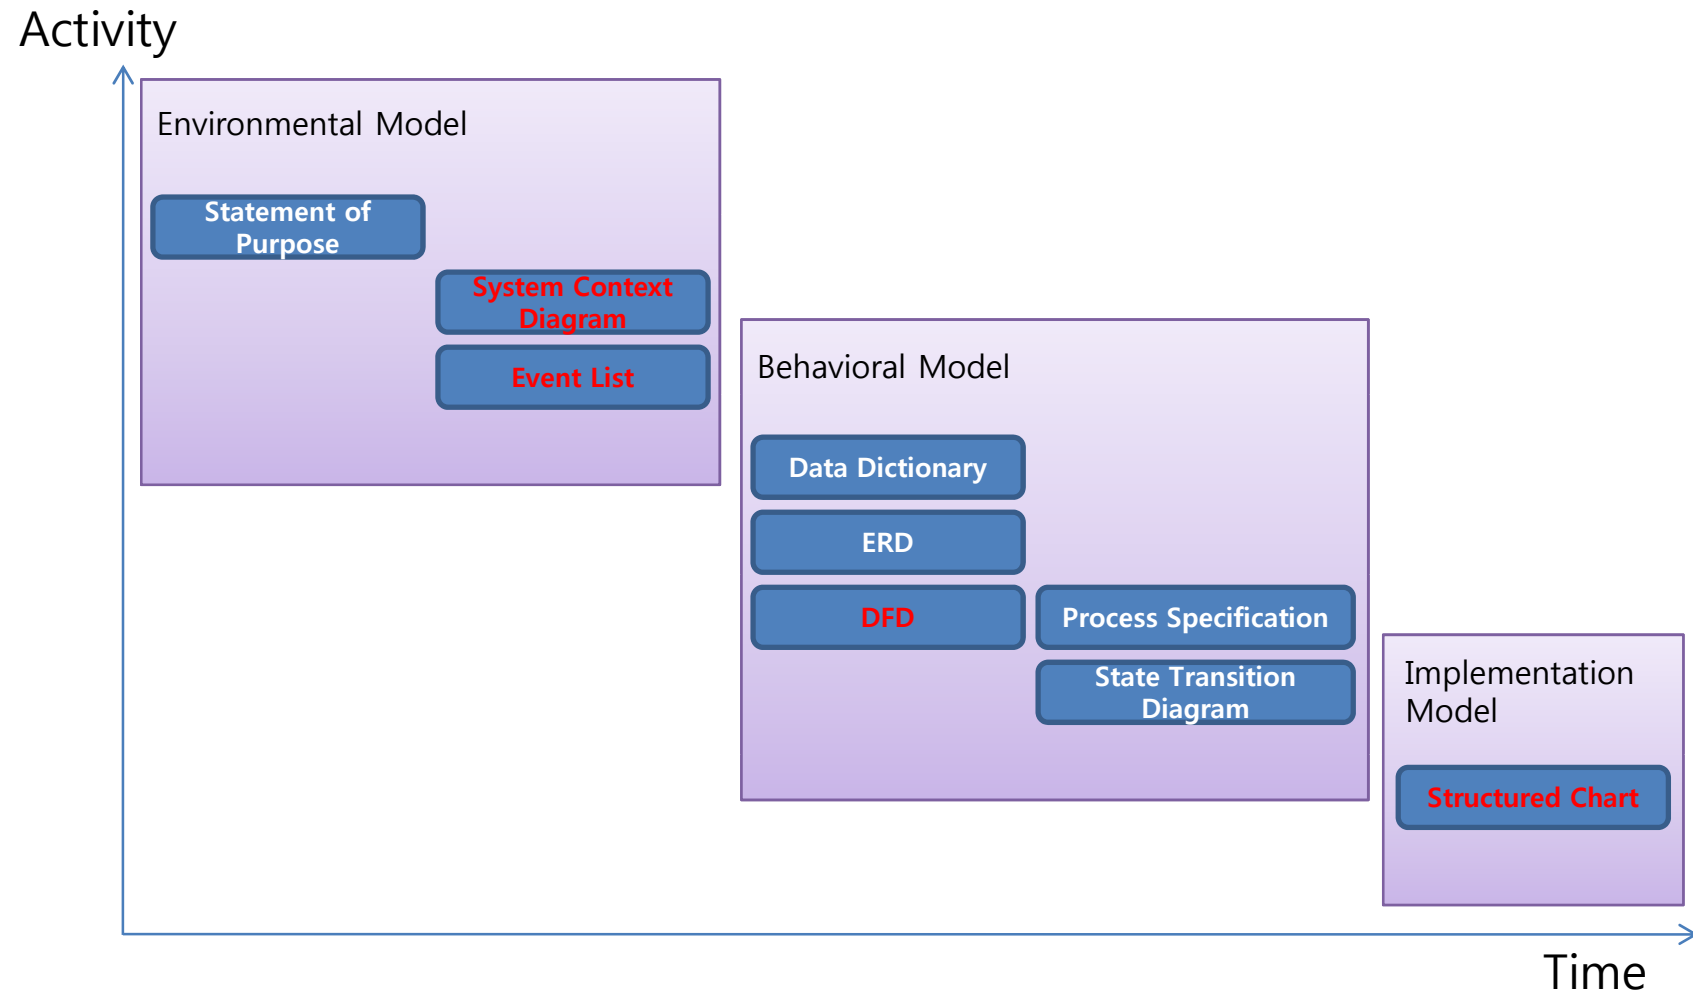 Activity
Environmental Model
Statement of
Purpose
System Context
Diagram
Event List
Behavioral Model
Data Dictionary
ERD
DFD
Process Specification
State Transition
Diagram
Implementation
Model
Structured Chart
Time